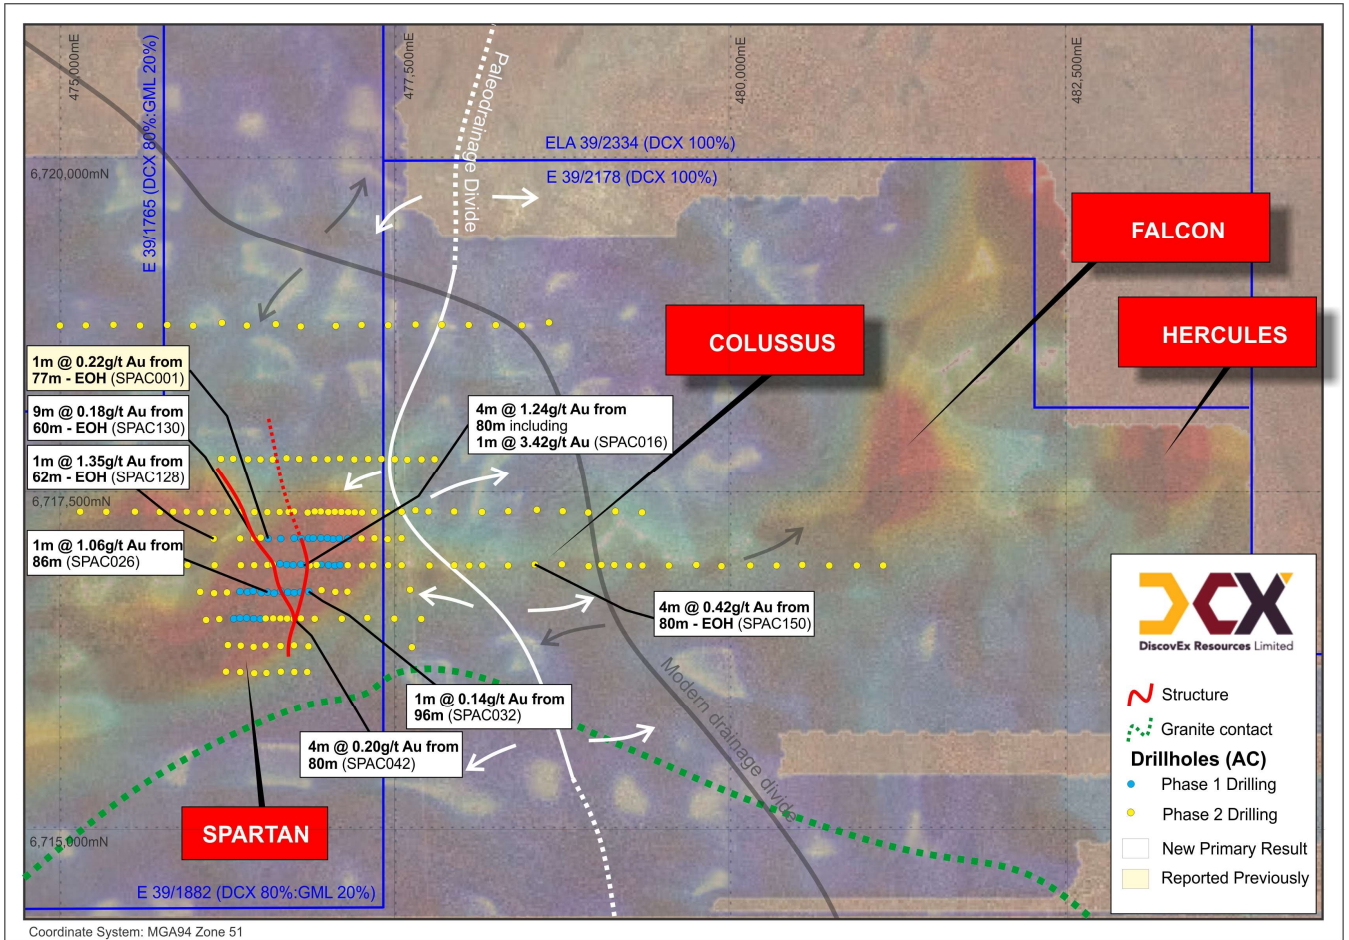 475,000mE
477,500mE
480,000mE
482,500mE
E 39/1765 (DCX 80%:GML 20%)
Paleodrainage Divide
ELA 39/2334 (DCX 100%)
E 39/2178 (DCX 100%)
6,720,000mN
FALCON
HERCULES
COLUSSUS
1m @ 0.22g/t Au from
77m - EOH (SPAC001)
9m @ 0.18g/t Au from
60m - EOH (SPAC130)
1m @ 1.35g/t Au from
62m - EOH (SPAC128)
4m @ 1.24g/t Au from
80m including
1m @ 3.42g/t Au (SPAC016)
6,717,500mN
1m @ 1.06g/t Au from
86m (SPAC026)
4m @ 0.42g/t Au from
80m - EOH (SPAC150)
1m @ 0.14g/t Au from
96m (SPAC032)
4m @ 0.20g/t Au from
80m (SPAC042)
Modern drainage divide
SPARTAN
6,715,000mN
E 39/1882 (DCX 80%:GML 20%)
DCX
DiscovEx Resources Limited
Structure
Granite contact
Drillholes (AC)
Phase 1 Drilling
Phase 2 Drilling
New Primary Result
Reported Previously
Coordinate System: MGA94 Zone 51